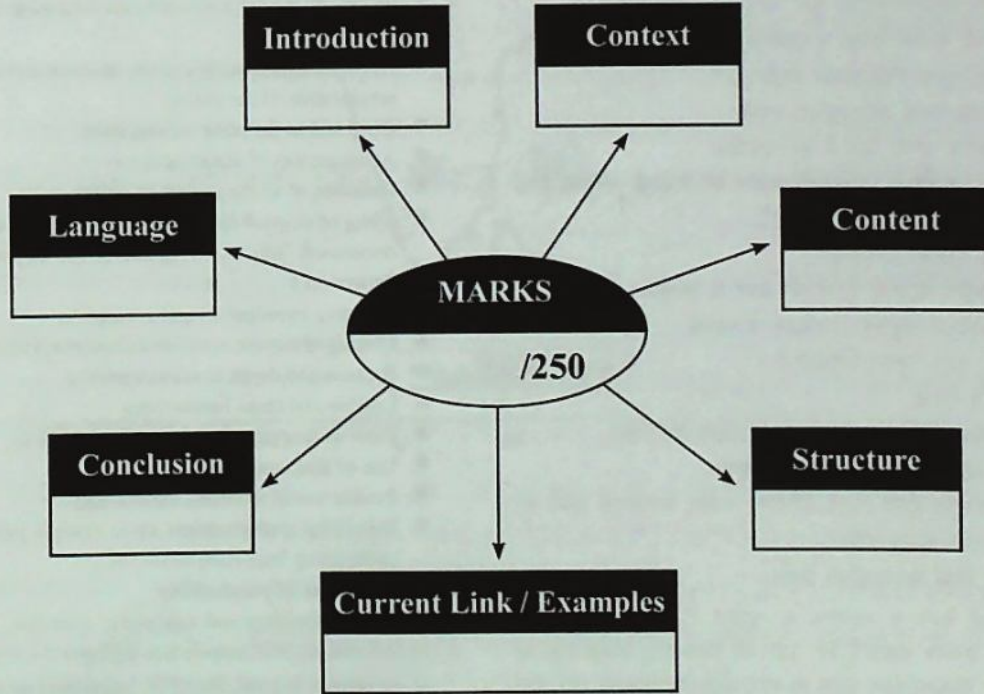 Introduction
Context
Language
Content
MARKS
/250
Conclusion
Structure
Current Link / Examples